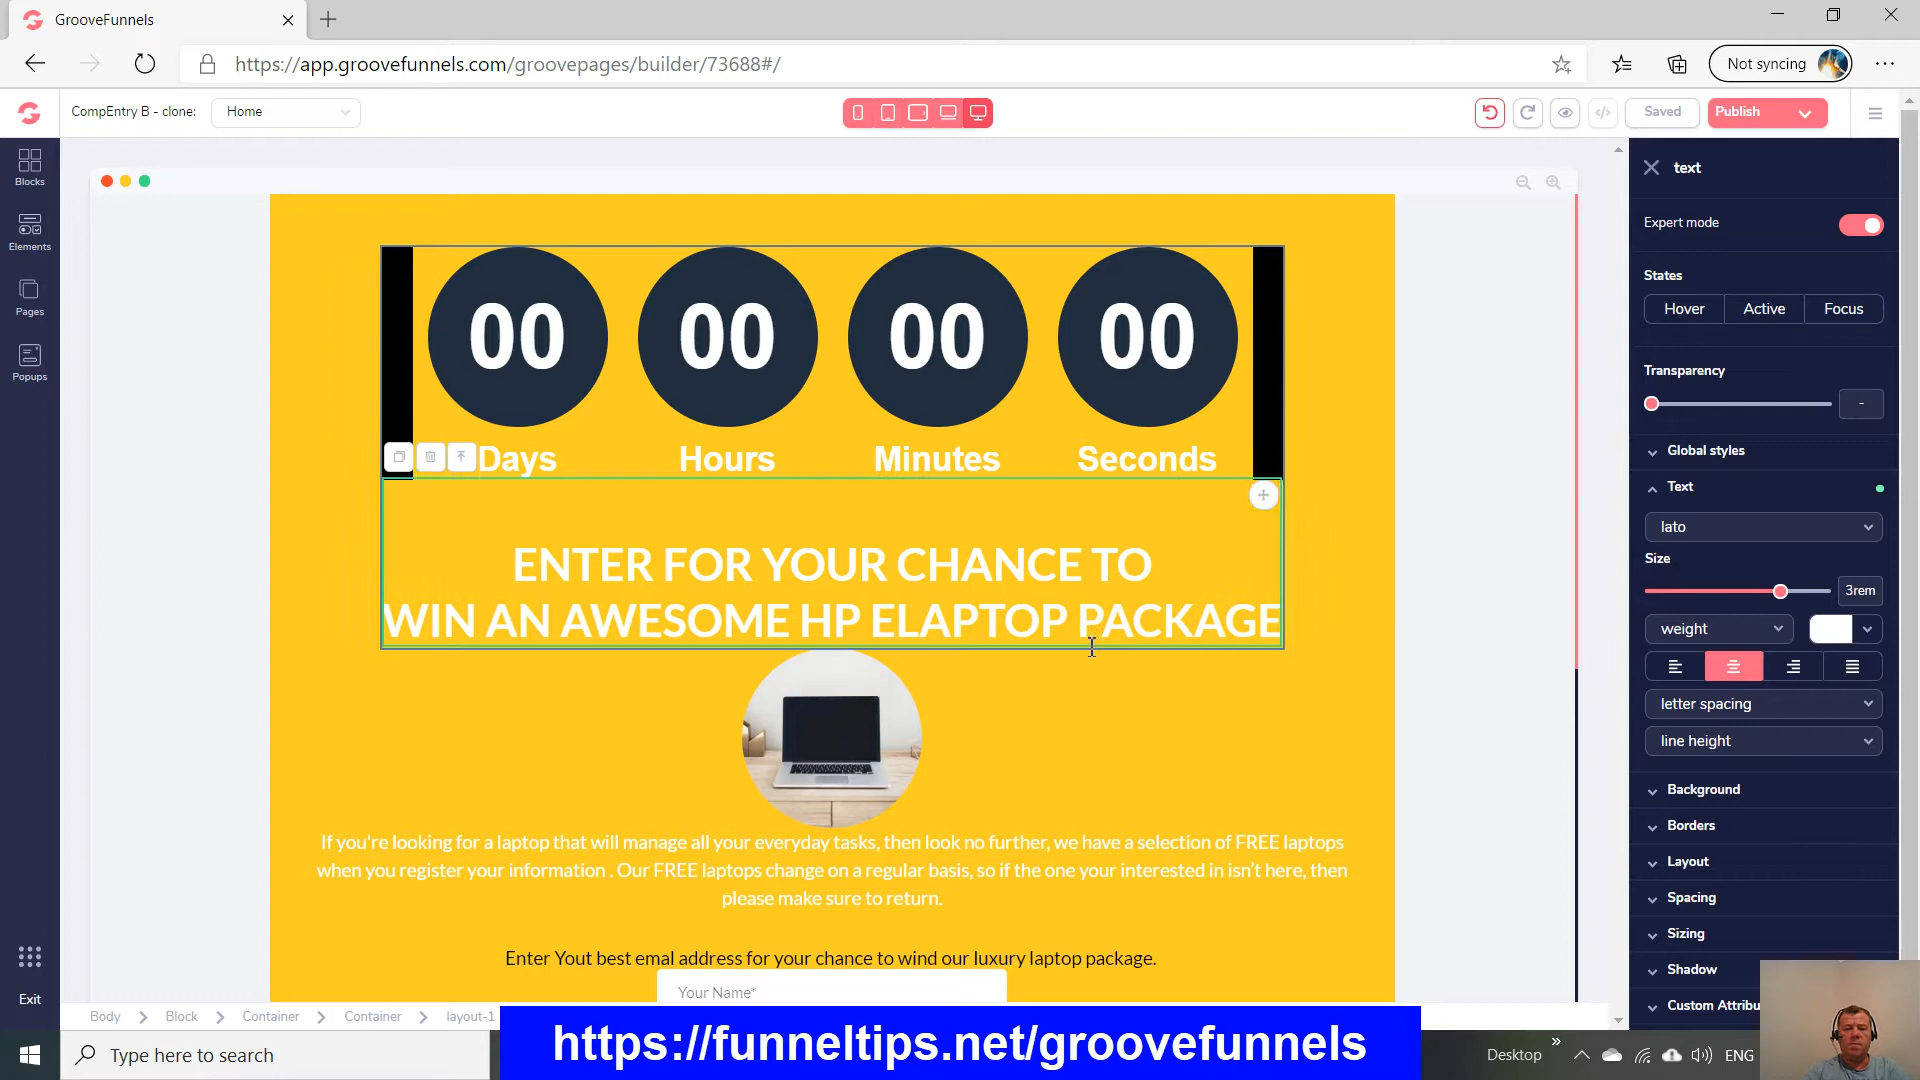 GrooveFunnels
https://app.groovefunnels.com/groovepages/builder/73688#/
Not syncing
CompEntry B - clone:
Home
Saved
Publish
Blocks
Elements
Pages
Popups
Exit
00 00 00 00
Days Hours Minutes Seconds
ENTER FOR YOUR CHANCE TO
WIN AN AWESOME HP ELAPTOP PACKAGE
If you're looking for a laptop that will manage all your everyday tasks, then look no further, we have a selection of FREE laptops
when you register your information . Our FREE laptops change on a regular basis, so if the one your interested in isn't here, then
please make sure to return.
Enter Yout best emal address for your chance to wind our luxury laptop package.
Your Name*
text
Expert mode
States
Hover Active Focus
Transparency
-
Global styles
Text
lato
Size
3rem
weight
letter spacing
line height
Background
Borders
Layout
Spacing
Sizing
Shadow
Custom Attribu
Body Block Container Container layout-1
https://funneltips.net/groovefunnels
Type here to search
Desktop
ENG